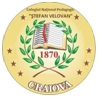 Colegiul Național Pedagogic
"ȘTEFAN VELOVAN"
1870
CRAIOVA